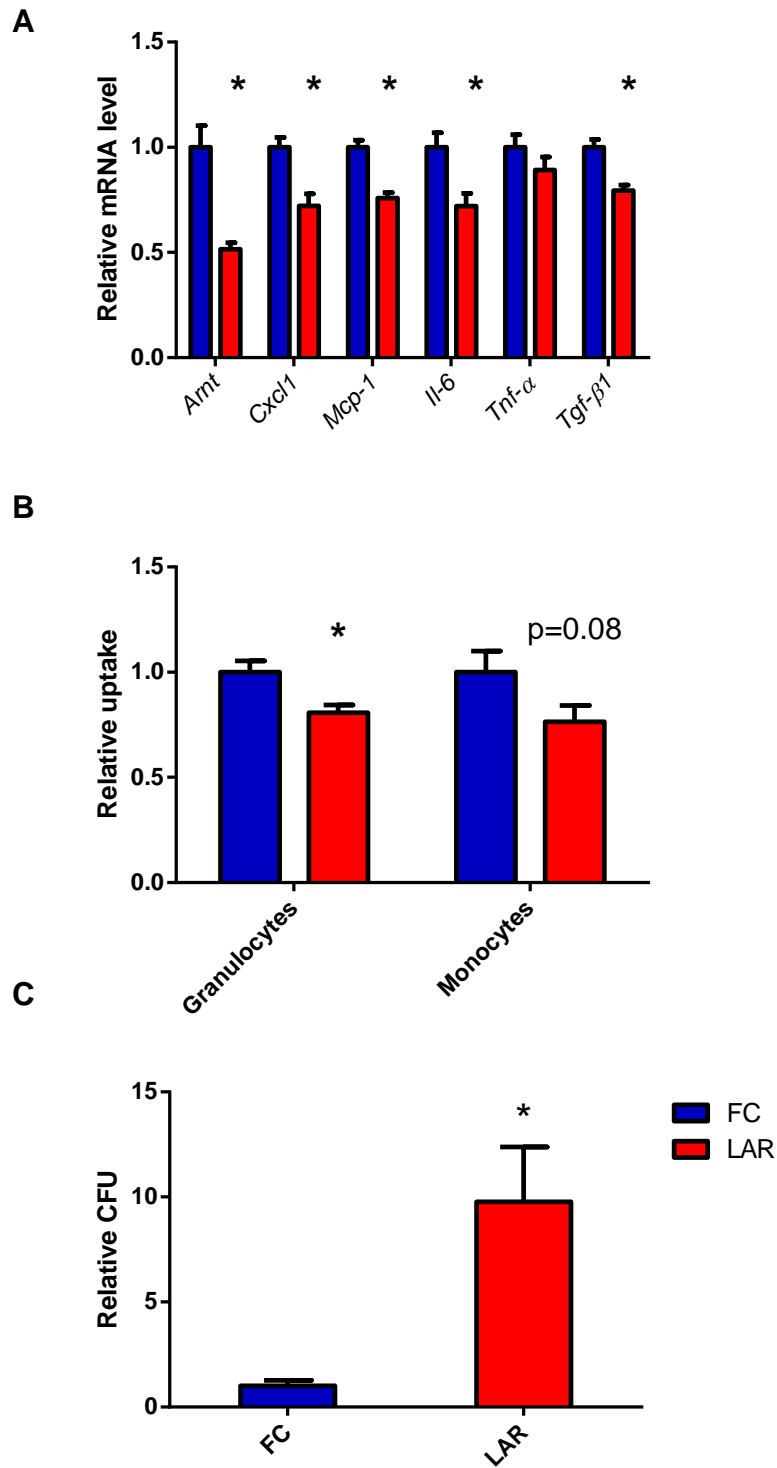 A
Relative mRNA level
1.5
1.0
0.5
0.0
* * * * *
Arnt
Cxcl1
Mcp-1
Il-6
Tnf-α
Tgf-β1
B
Relative uptake
1.5
1.0
0.5
0.0
*
p=0.08
Granulocytes
Monocytes
C
Relative CFU
15
10
5
0
*
FC
LAR
FC
LAR